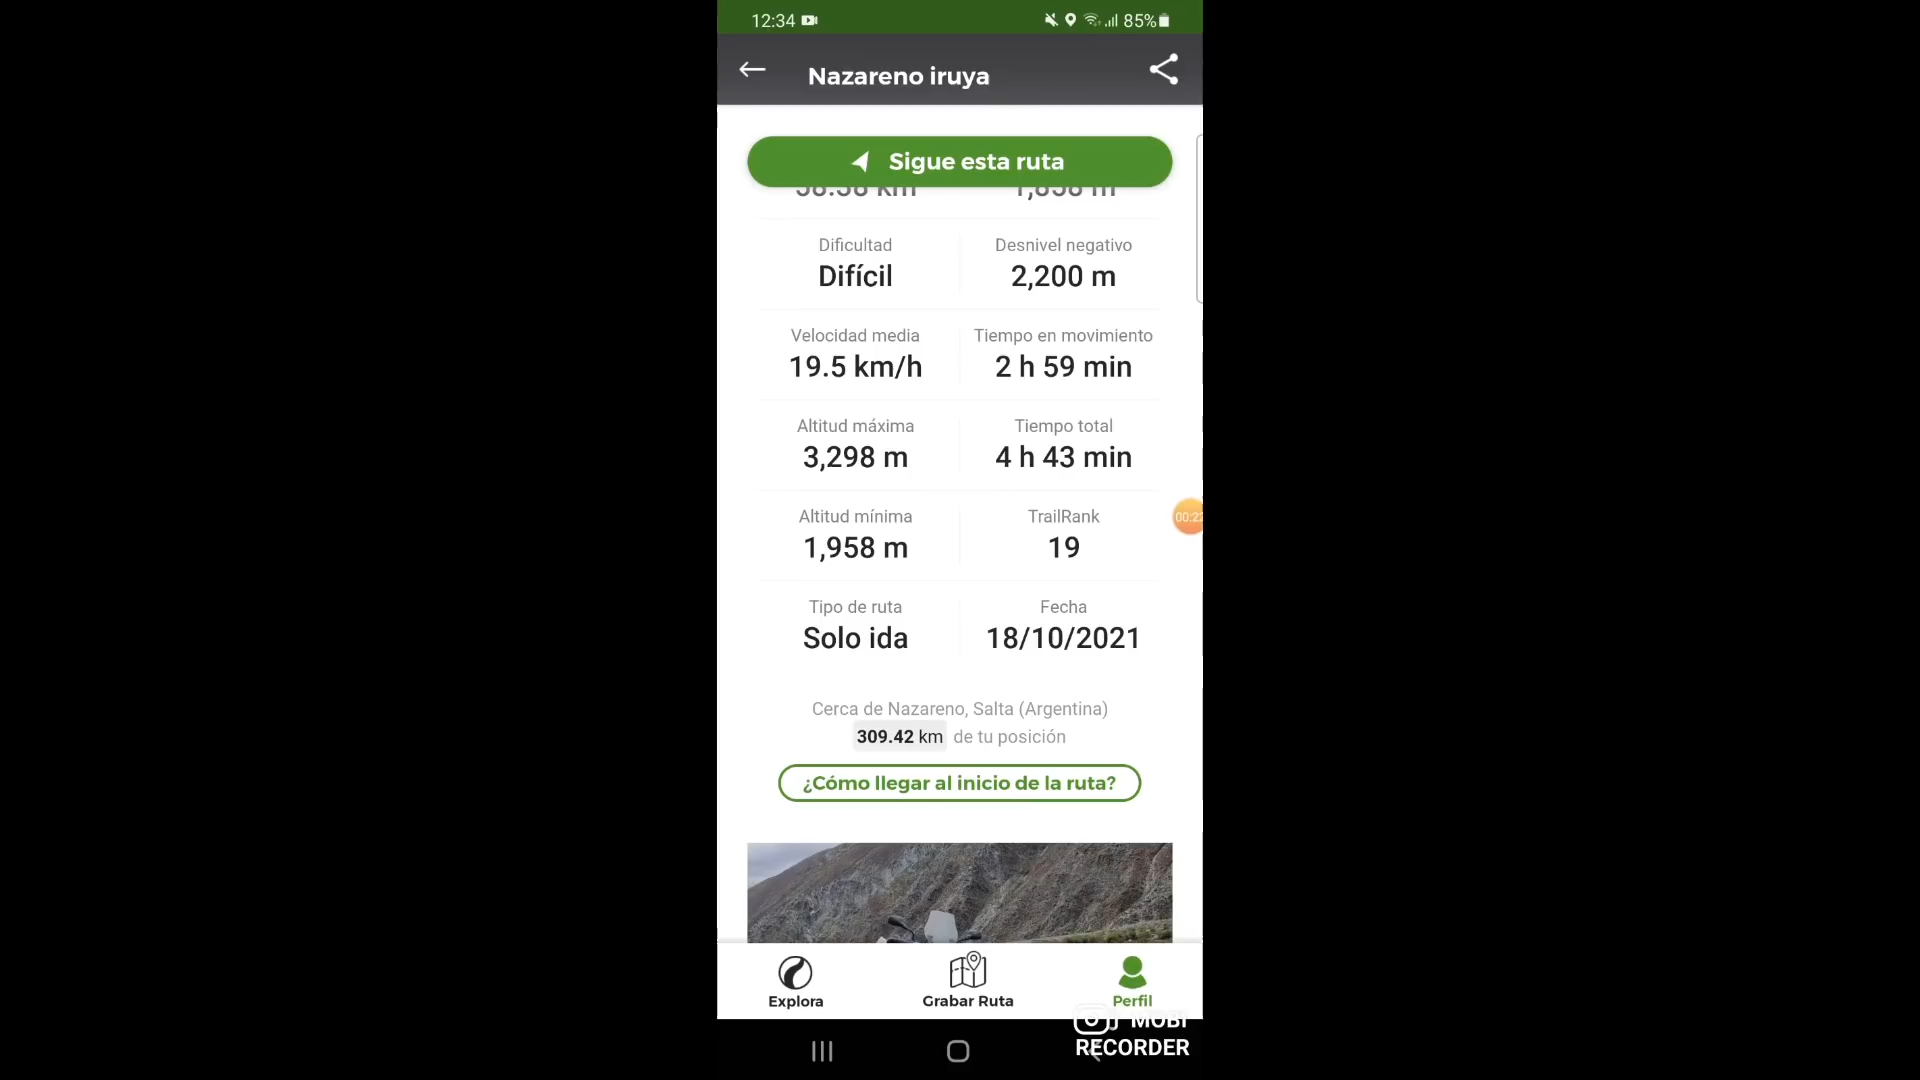 12:34
85%
Nazareno iruya
Sigue esta ruta
km
m
Dificultad
Desnivel negativo
Difícil
2,200 m
Velocidad media
Tiempo en movimiento
19.5 km/h
2 h 59 min
Altitud máxima
Tiempo total
3,298 m
4 h 43 min
Altitud mínima
TrailRank
1,958 m
19
Tipo de ruta
Fecha
Solo ida
18/10/2021
Cerca de Nazareno, Salta (Argentina)
309.42 km de tu posición
¿Cómo llegar al inicio de la ruta?
Explora
Grabar Ruta
Perfil
MOBI
RECORDER